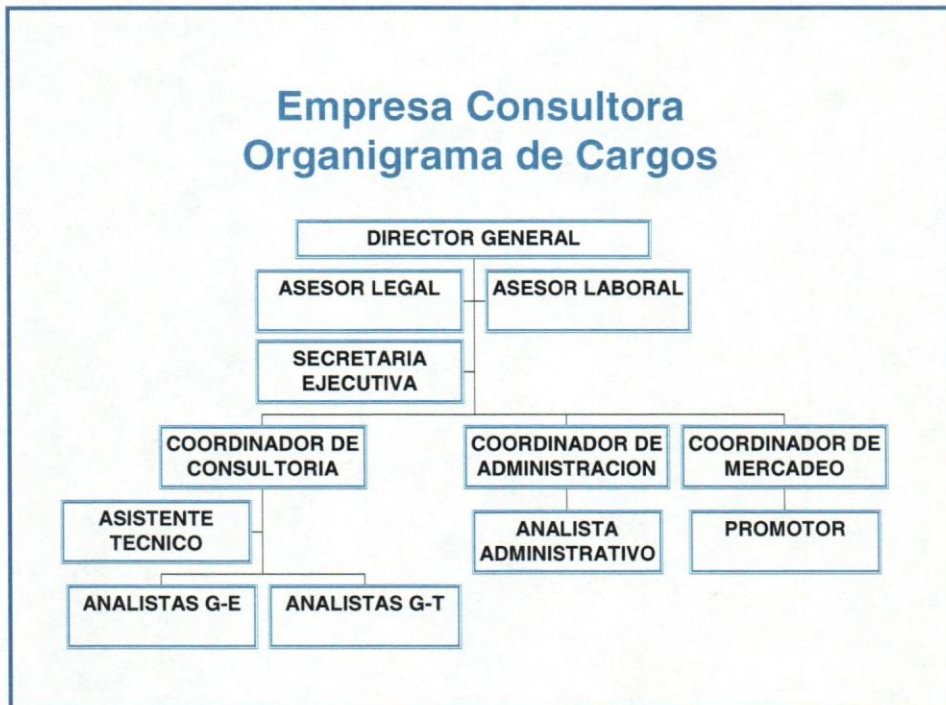 Empresa Consultora
Organigrama de Cargos
DIRECTOR GENERAL
ASESOR LEGAL
ASESOR LABORAL
SECRETARIA
EJECUTIVA
COORDINADOR DE
CONSULTORIA
COORDINADOR DE
ADMINISTRACION
COORDINADOR DE
MERCADEO
ASISTENTE
TECNICO
ANALISTA
ADMINISTRATIVO
PROMOTOR
ANALISTAS G-E
ANALISTAS G-T